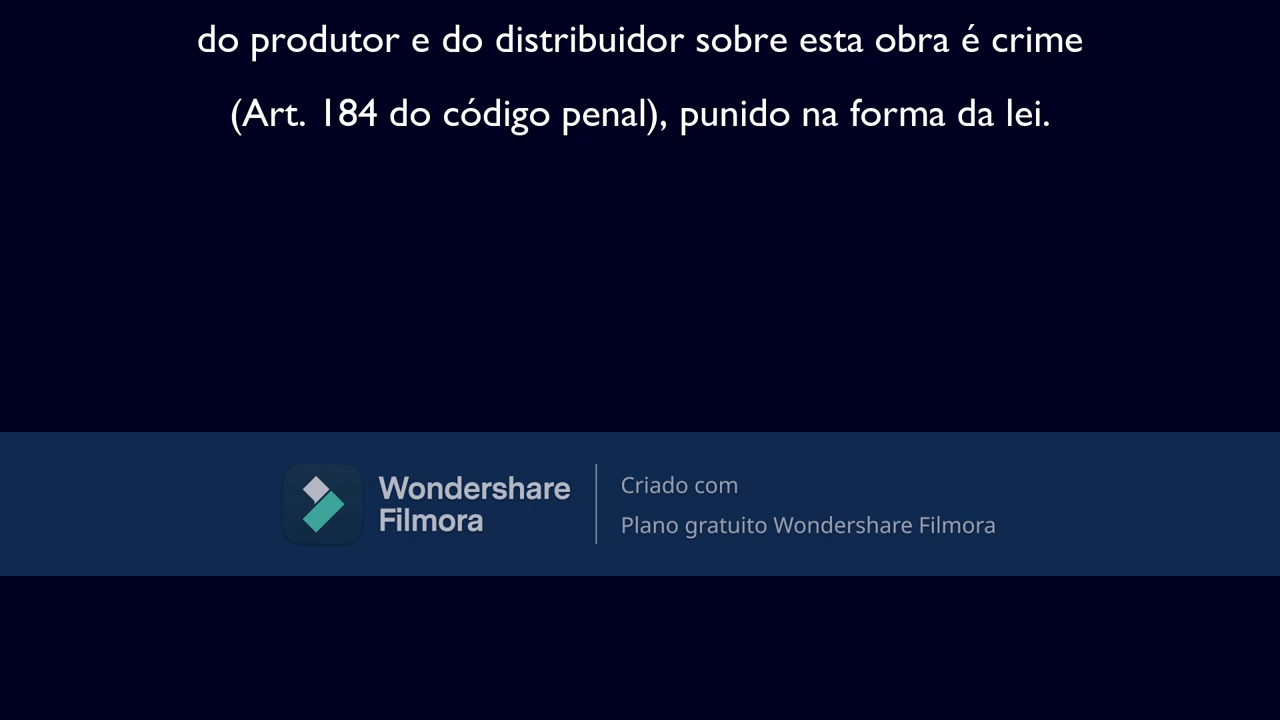 do produtor e do distribuidor sobre esta obra é crime
(Art. 184 do código penal), punido na forma da lei.
Wondershare
Filmora
Criado com
Plano gratuito Wondershare Filmora